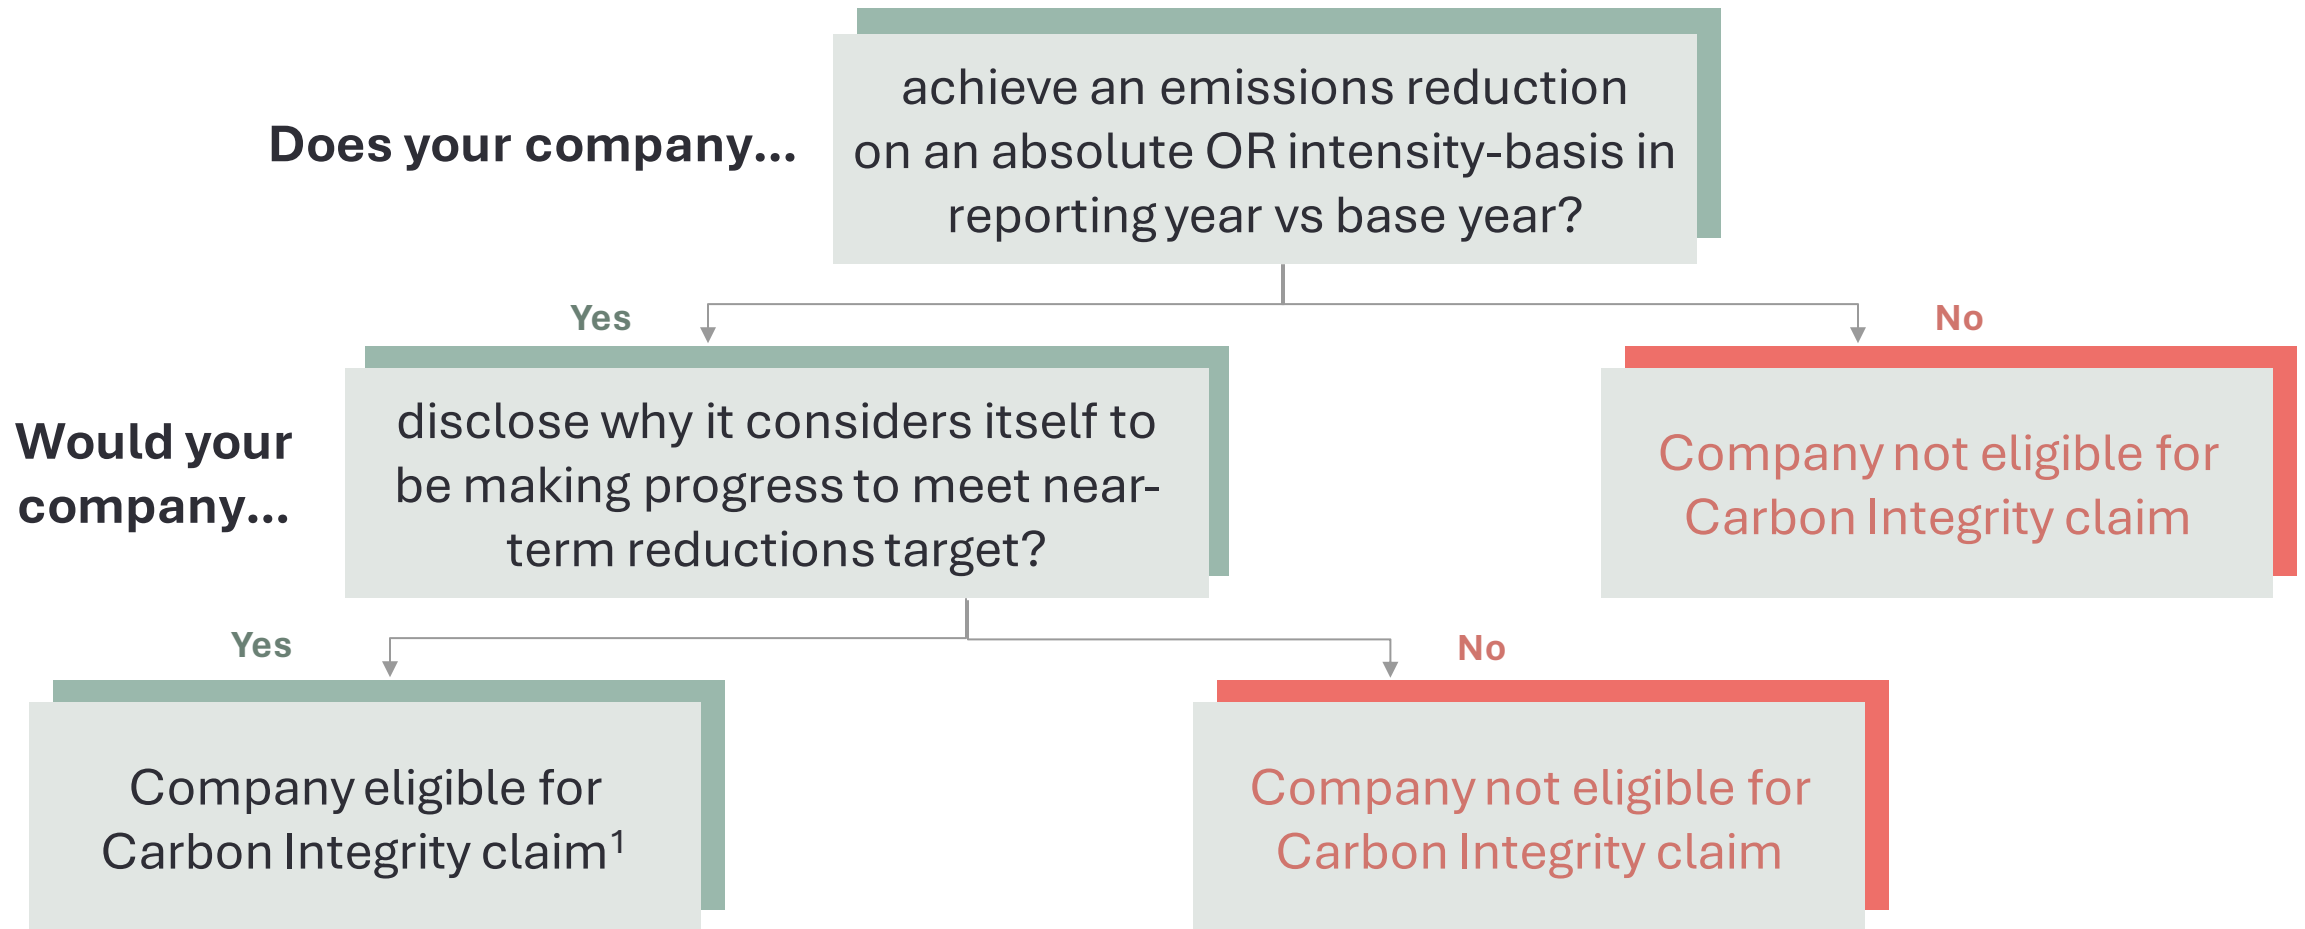 Does your company...
achieve an emissions reduction
on an absolute OR intensity-basis in
reporting year vs base year?
Yes
No
Would your
company...
disclose why it considers itself to
be making progress to meet near-
term reductions target?
Company not eligible for
Carbon Integrity claim
Yes
No
Company eligible for
Carbon Integrity claim¹
Company not eligible for
Carbon Integrity claim